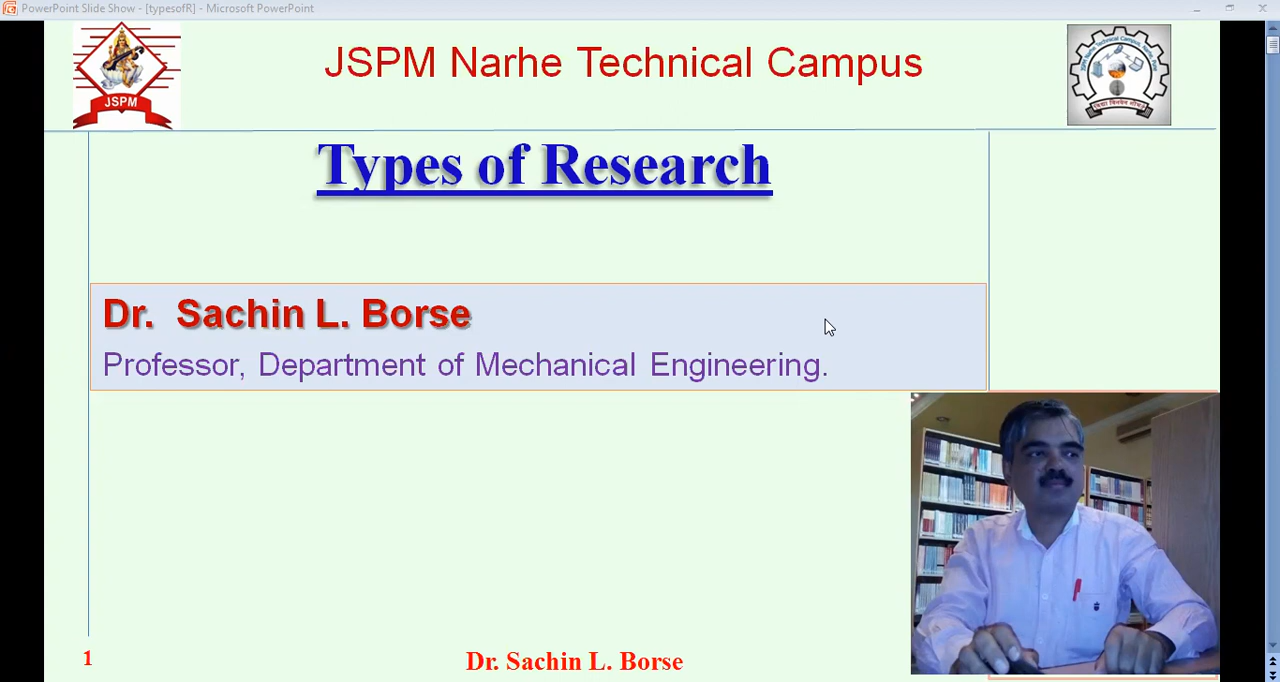 PowerPoint Slide Show - [typesofR] - Microsoft PowerPoint
JSPM Narhe Technical Campus
JSPM
Types of Research
Dr. Sachin L. Borse
Professor, Department of Mechanical Engineering.
1
Dr. Sachin L. Borse